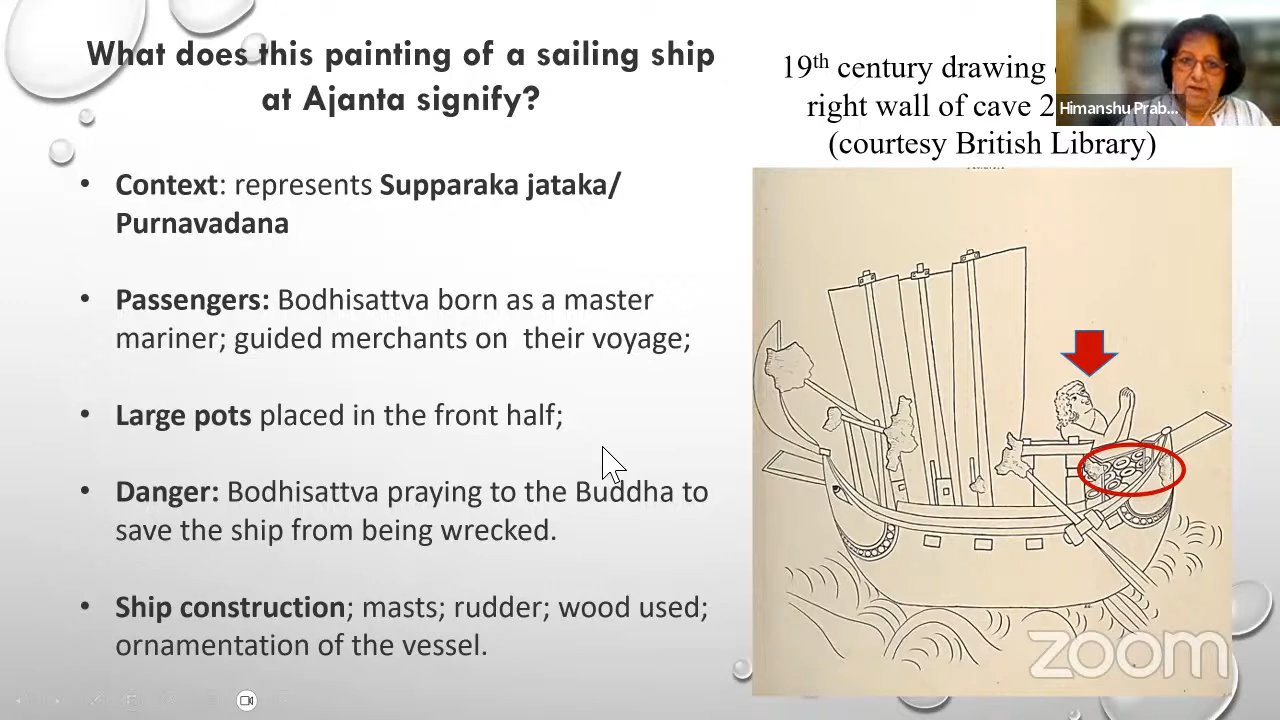 What does this painting of a sailing ship
at Ajanta signify?
19th century drawing
right wall of cave 2
(courtesy British Library)
Himanshu Prab...
• Context: represents Supparaka jataka/
Purnavadana
• Passengers: Bodhisattva born as a master
mariner; guided merchants on their voyage;
• Large pots placed in the front half;
• Danger: Bodhisattva praying to the Buddha to
save the ship from being wrecked.
• Ship construction; masts; rudder; wood used;
ornamentation of the vessel.
zoom